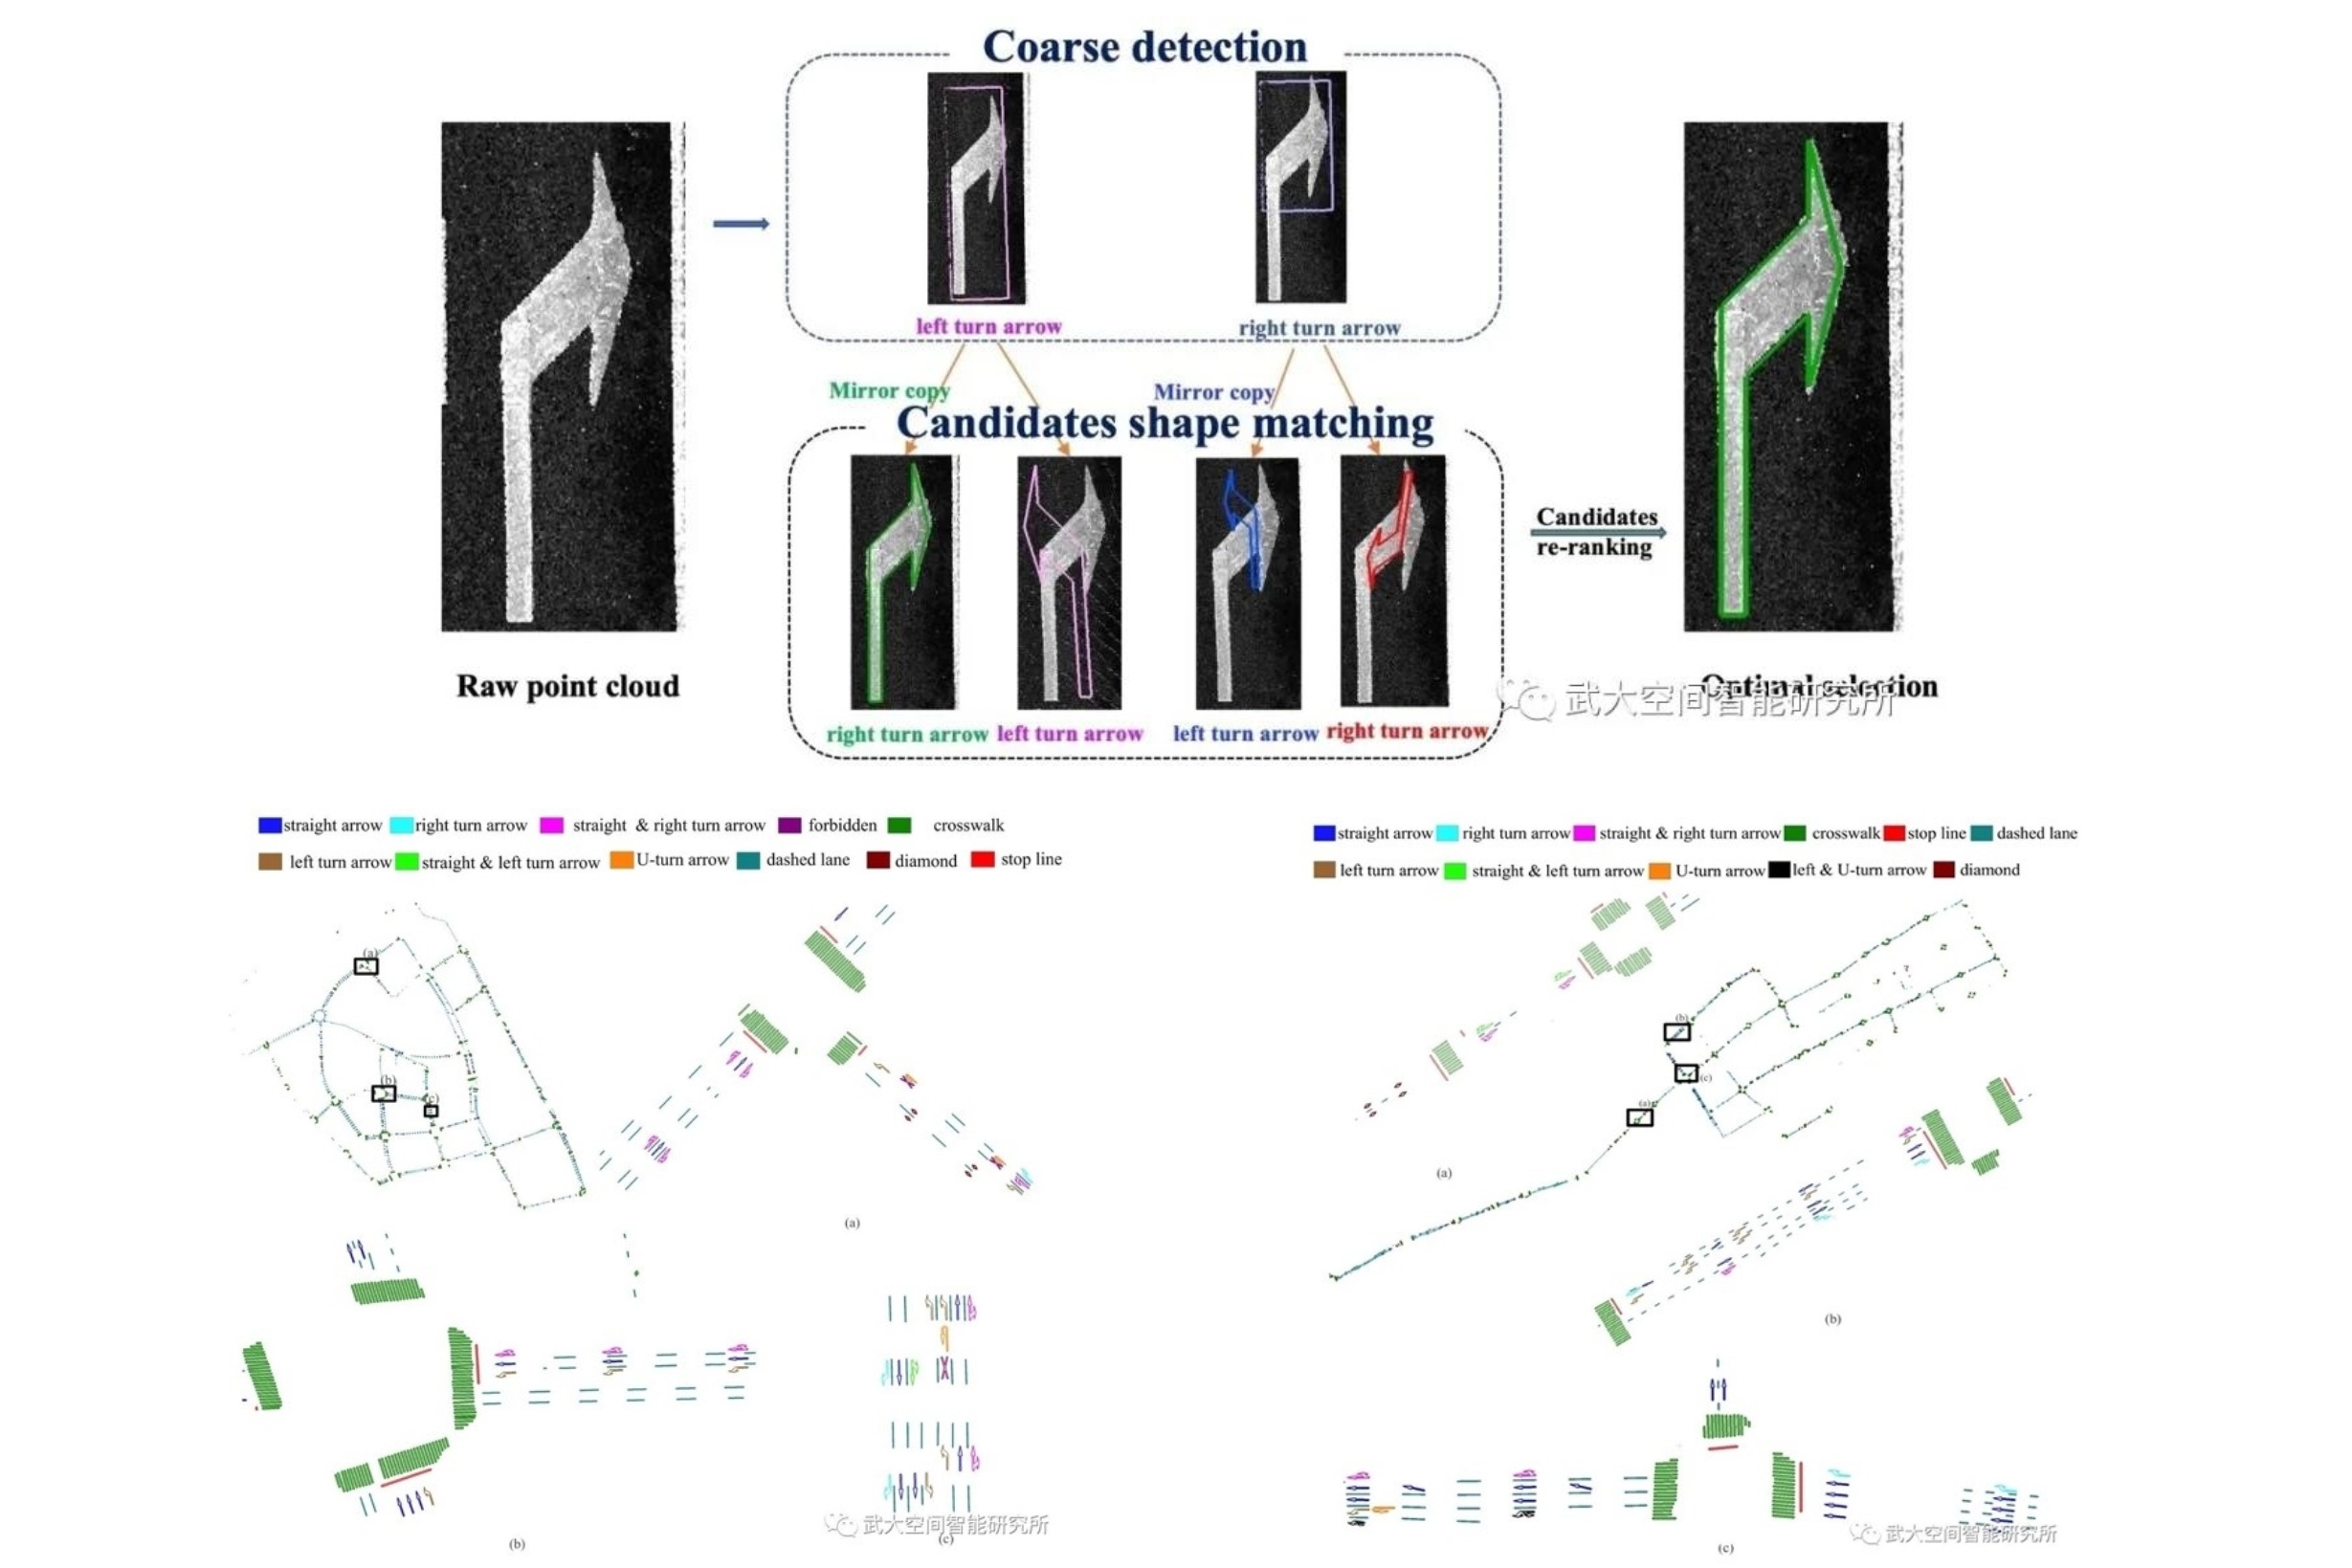 Coarse detection
left turn arrow
right turn arrow
Mirror copy
Mirror copy
Candidates shape matching
Candidates
re-ranking
right turn arrow
left turn arrow
left turn arrow
right turn arrow
Raw point cloud
Optimal selection
武大空间智能研究所
straight arrow right turn arrow straight & right turn arrow forbidden crosswalk
left turn arrow straight & left turn arrow U-turn arrow dashed lane diamond stop line
(a)
(b)
(c)
(a)
(b)
(c)
武大空间智能研究所
straight arrow right turn arrow straight & right turn arrow crosswalk stop line dashed lane
left turn arrow straight & left turn arrow U-turn arrow left & U-turn arrow diamond
(b)
(c)
(a)
(a)
(b)
(c)
武大空间智能研究所